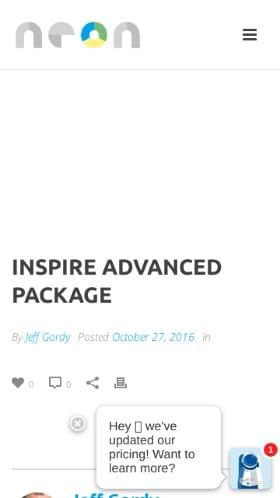 neon
INSPIRE ADVANCED
PACKAGE
By Jeff Gordy Posted October 27, 2016 In
0 0
Hey ▯ we've
updated our
pricing! Want to
learn more?
1
Jeff Gordy